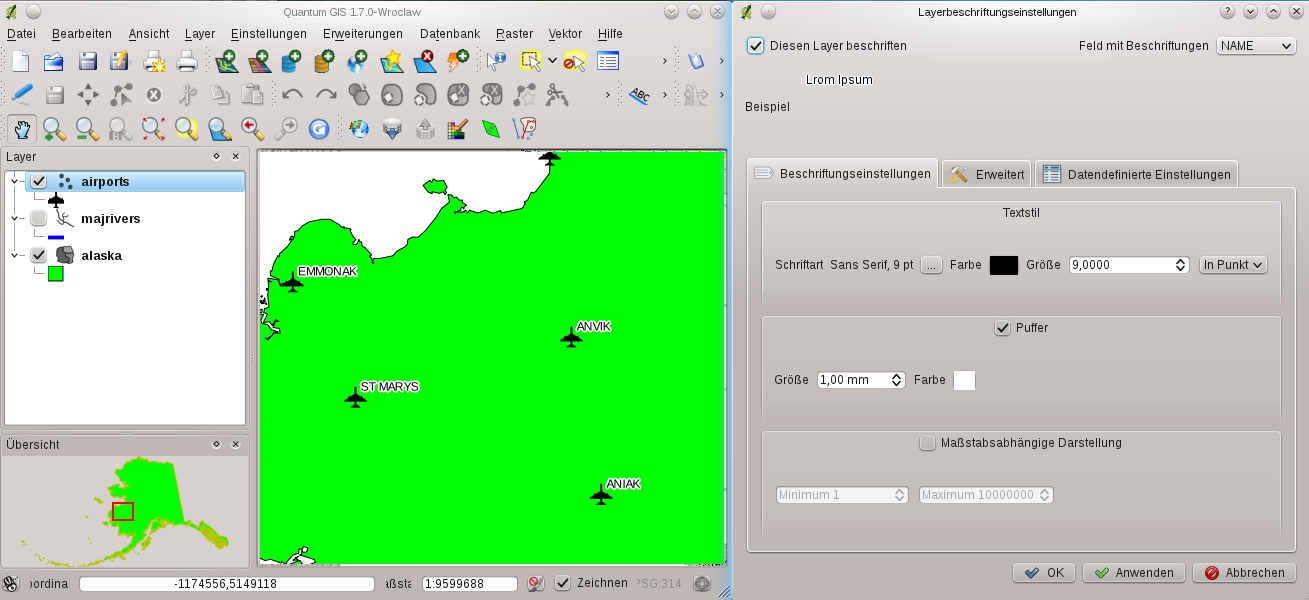 Quantum GIS 1.7.0-Wroclaw
Datei Bearbeiten Ansicht Layer Einstellungen Erweiterungen Datenbank Raster Vektor Hilfe
ABC
Layer
airports
majrivers
alaska
Übersicht
EMMONAK
ANVIK
ST MARYS
ANIAK
oordina -1174556,5149118 aßsta 1:9599688 Zeichnen PSG:314
Layerbeschriftungseinstellungen
Diesen Layer beschriften Feld mit Beschriftungen NAME
Lrom Ipsum
Beispiel
Beschriftungseinstellungen Erweitert Datendefinierte Einstellungen
Textstil
Schriftart Sans Serif, 9 pt ... Farbe Größe 9,0000 In Punkt
Puffer
Größe 1,00 mm Farbe
Maßstabsabhängige Darstellung
Minimum 1 Maximum 10000000
OK Anwenden Abbrechen